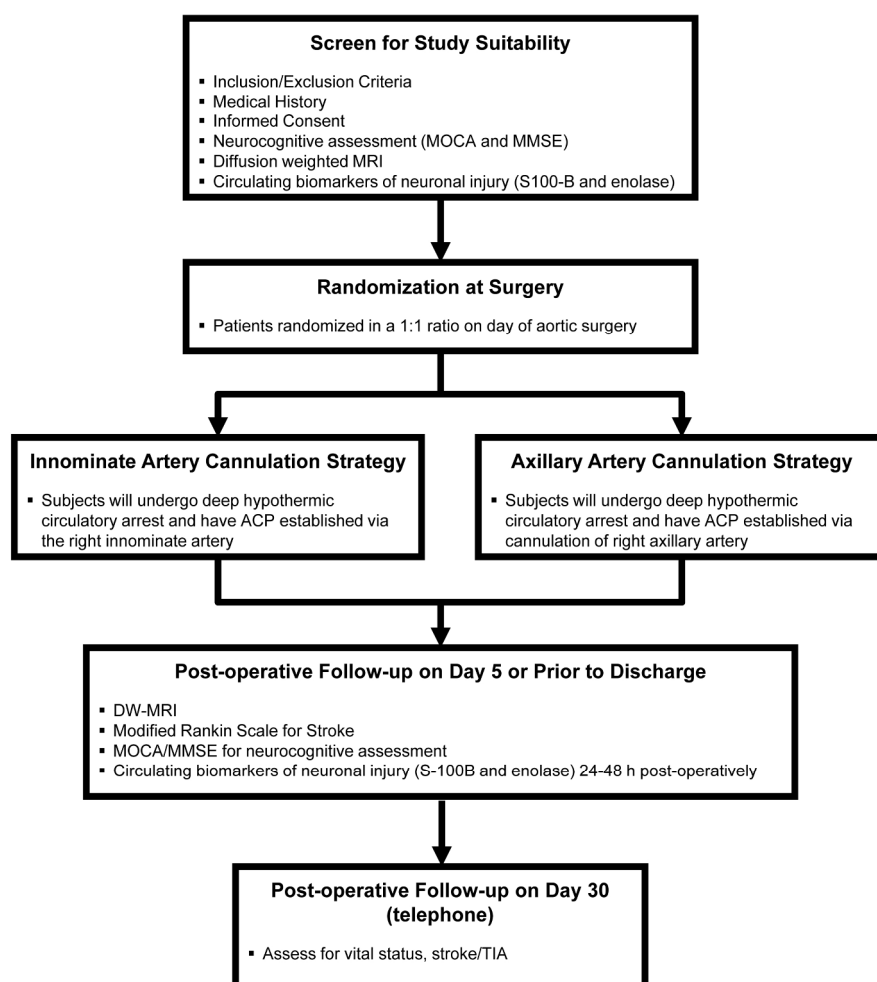 Screen for Study Suitability
▪ Inclusion/Exclusion Criteria
▪ Medical History
▪ Informed Consent
▪ Neurocognitive assessment (MOCA and MMSE)
▪ Diffusion weighted MRI
▪ Circulating biomarkers of neuronal injury (S100-B and enolase)
Randomization at Surgery
▪ Patients randomized in a 1:1 ratio on day of aortic surgery
Innominate Artery Cannulation Strategy
▪ Subjects will undergo deep hypothermic
circulatory arrest and have ACP established via
the right innominate artery
Axillary Artery Cannulation Strategy
▪ Subjects will undergo deep hypothermic
circulatory arrest and have ACP established via
cannulation of right axillary artery
Post-operative Follow-up on Day 5 or Prior to Discharge
▪ DW-MRI
▪ Modified Rankin Scale for Stroke
▪ MOCA/MMSE for neurocognitive assessment
▪ Circulating biomarkers of neuronal injury (S-100B and enolase) 24-48 h post-operatively
Post-operative Follow-up on Day 30
(telephone)
▪ Assess for vital status, stroke/TIA